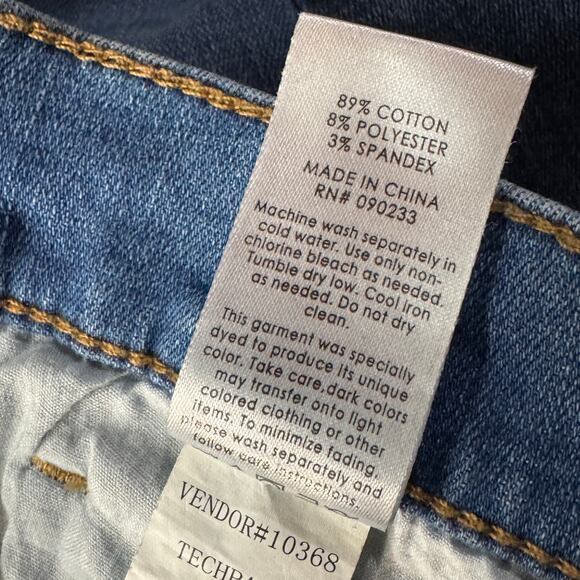 89% COTTON
8% POLYESTER
3% SPANDEX
MADE IN CHINA
RN# 090233
Machine wash separately in
cold water. Use only non-
chlorine bleach as needed.
Tumble dry low. Cool iron
as needed. Do not dry
clean.
This garment was specially
dyed to produce its unique
color. Take care,dark colors
may transfer onto light
colored clothing or other
items. To minimize fading,
please wash separately and
follow care instructions.
VENDOR#10368